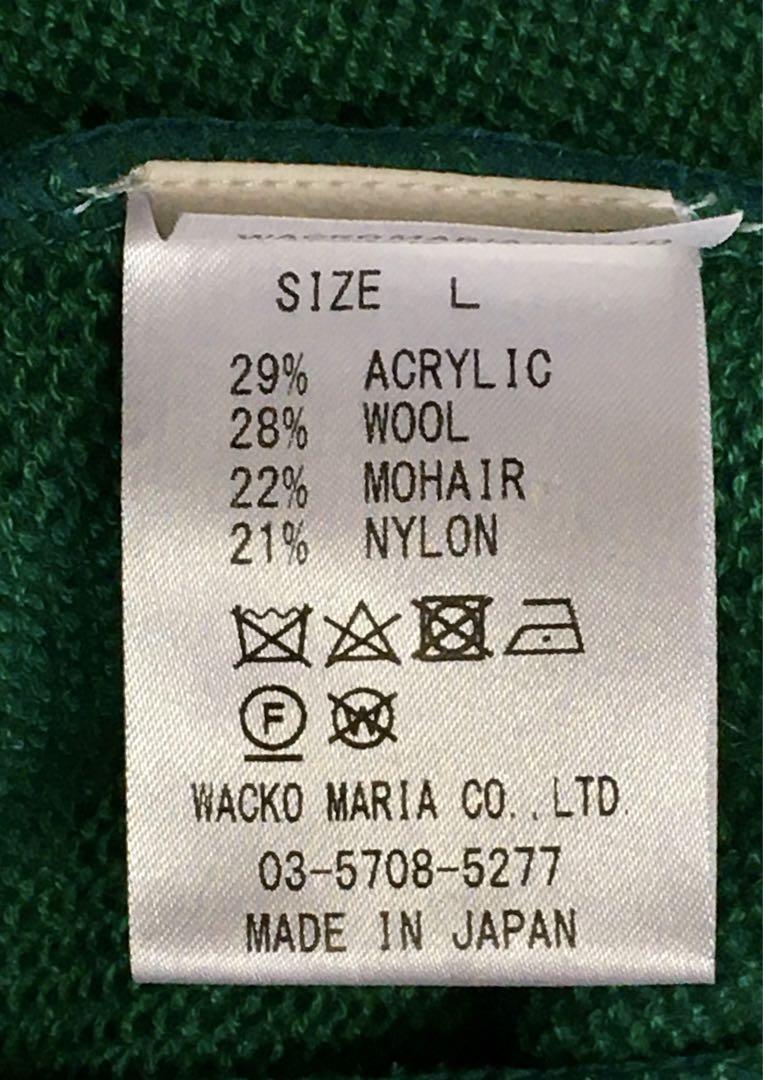 SIZE L
29% ACRYLIC
28% WOOL
22% MOHAIR
21% NYLON
F W
WACKO MARIA CO.,LTD.
03-5708-5277
MADE IN JAPAN